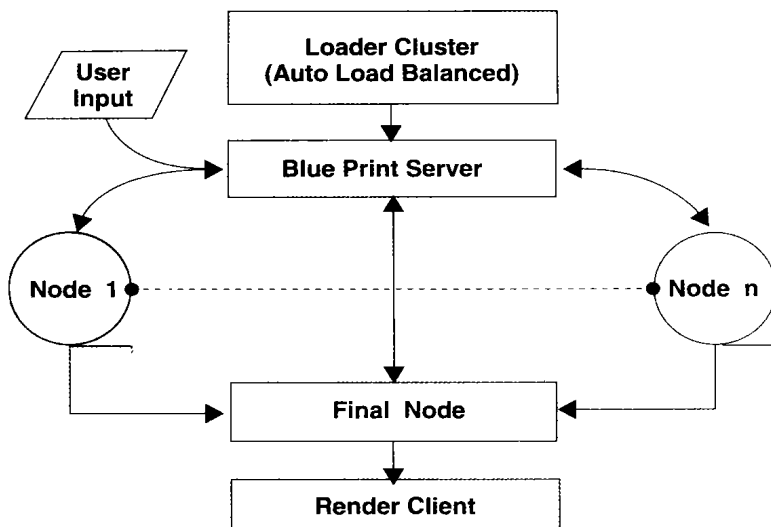 Loader Cluster
(Auto Load Balanced)
User
Input
Blue Print Server
Node 1
Node n
Final Node
Render Client